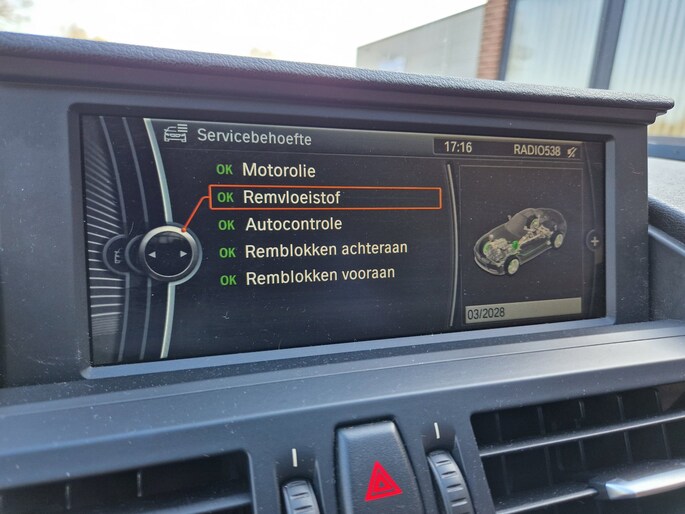 Servicebehoefte
17:16
RADIO538
OK Motorolie
OK Remvloeistof
OK Autocontrole
OK Remblokken achteraan
OK Remblokken vooraan
03/2028